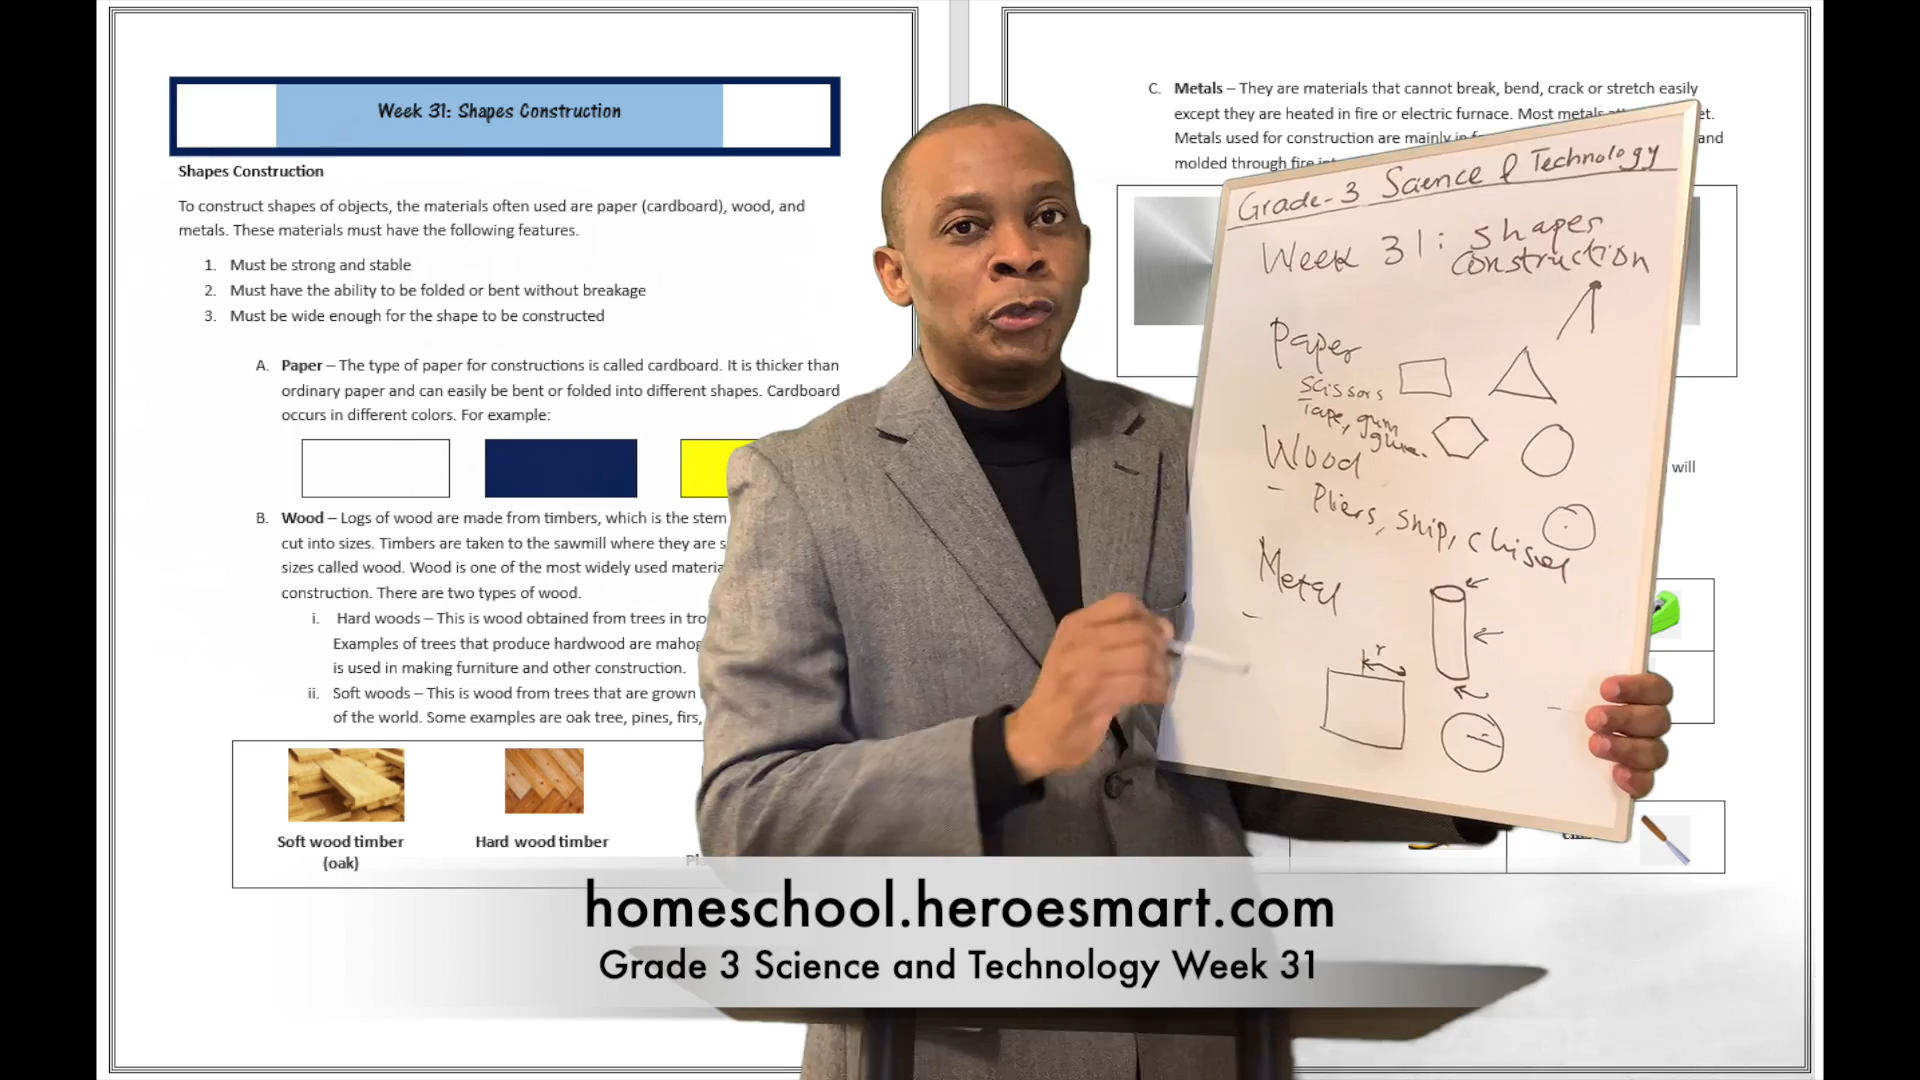 Week 31: Shapes Construction
Shapes Construction
To construct shapes of objects, the materials often used are paper (cardboard), wood, and
metals. These materials must have the following features.
1. Must be strong and stable
2. Must have the ability to be folded or bent without breakage
3. Must be wide enough for the shape to be constructed
A. Paper – The type of paper for constructions is called cardboard. It is thicker than
ordinary paper and can easily be bent or folded into different shapes. Cardboard
occurs in different colors. For example:
B. Wood – Logs of wood are made from timbers, which is the stem
cut into sizes. Timbers are taken to the sawmill where they are
sizes called wood. Wood is one of the most widely used
construction. There are two types of wood.
i. Hard woods – This is wood obtained from trees in
Examples of trees that produce hardwood are
is used in making furniture and other construction.
ii. Soft woods – This is wood from trees that are grown
of the world. Some examples are oak tree, pines, firs,
Soft wood timber
(oak)
Hard wood timber
C. Metals – They are materials that cannot break, bend, crack or stretch easily
except they are heated in fire or electric furnace. Most metals
Metals used for construction are mainly in and
molded through fire
will
Grade-3 Science & Technology
Week 31: Shapes
Construction
Paper
Scissors
Tape, gum
glue.
Wood
- Pliers, snip, chisel
Metal
-
r
r
homeschool.heroesmart.com
Grade 3 Science and Technology Week 31